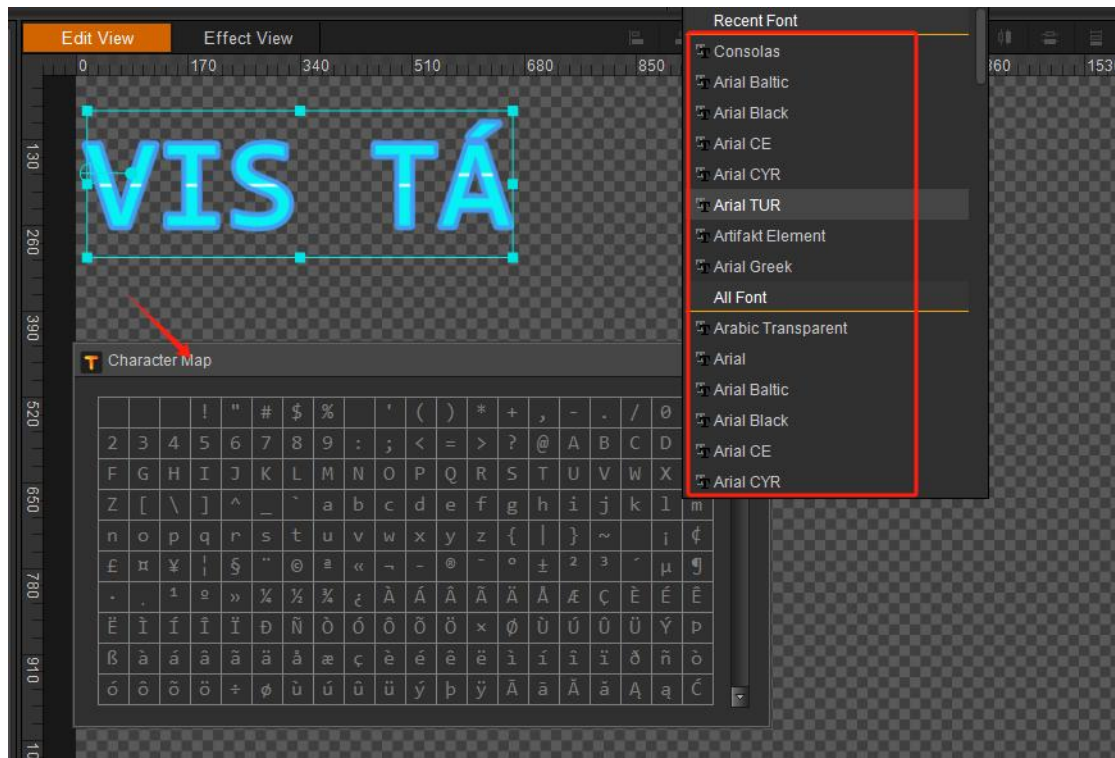 Edit View Effect View
0 170 340 510 680 850 1530
130
260
390
520
650
780
910
VIS TÁ
Recent Font
Consolas
Arial Baltic
Arial Black
Arial CE
Arial CYR
Arial TUR
Artifakt Element
Arial Greek
All Font
Arabic Transparent
Arial
Arial Baltic
Arial Black
Arial CE
Arial CYR
T Character Map
! " # $ % ' ( ) * + , - . / 0
2 3 4 5 6 7 8 9 : ; < = > ? @ A B C D
F G H I J K L M N O P Q R S T U V W X
Z [ \ ] ^ _ ` a b c d e f g h i j k l m
n o p q r s t u v w x y z { | } ~ ¡ ¢
£ ¤ ¥ ¦ § ¨ © ª « ¬ - ® ¯ ° ± ² ³ ´ µ ¶
· ¸ ¹ º » ¼ ½ ¾ ¿ À Á Â Ã Ä Å Æ Ç È É Ê
Ë Ì Í Î Ï Ð Ñ Ò Ó Ô Õ Ö × Ø Ù Ú Û Ü Ý Þ
ß à á â ã ä å æ ç è é ê ë ì í î ï ð ñ ò
ó ô õ ö ÷ ø ù ú û ü ý þ ÿ Ā ā Ă ă Ą ą Ć